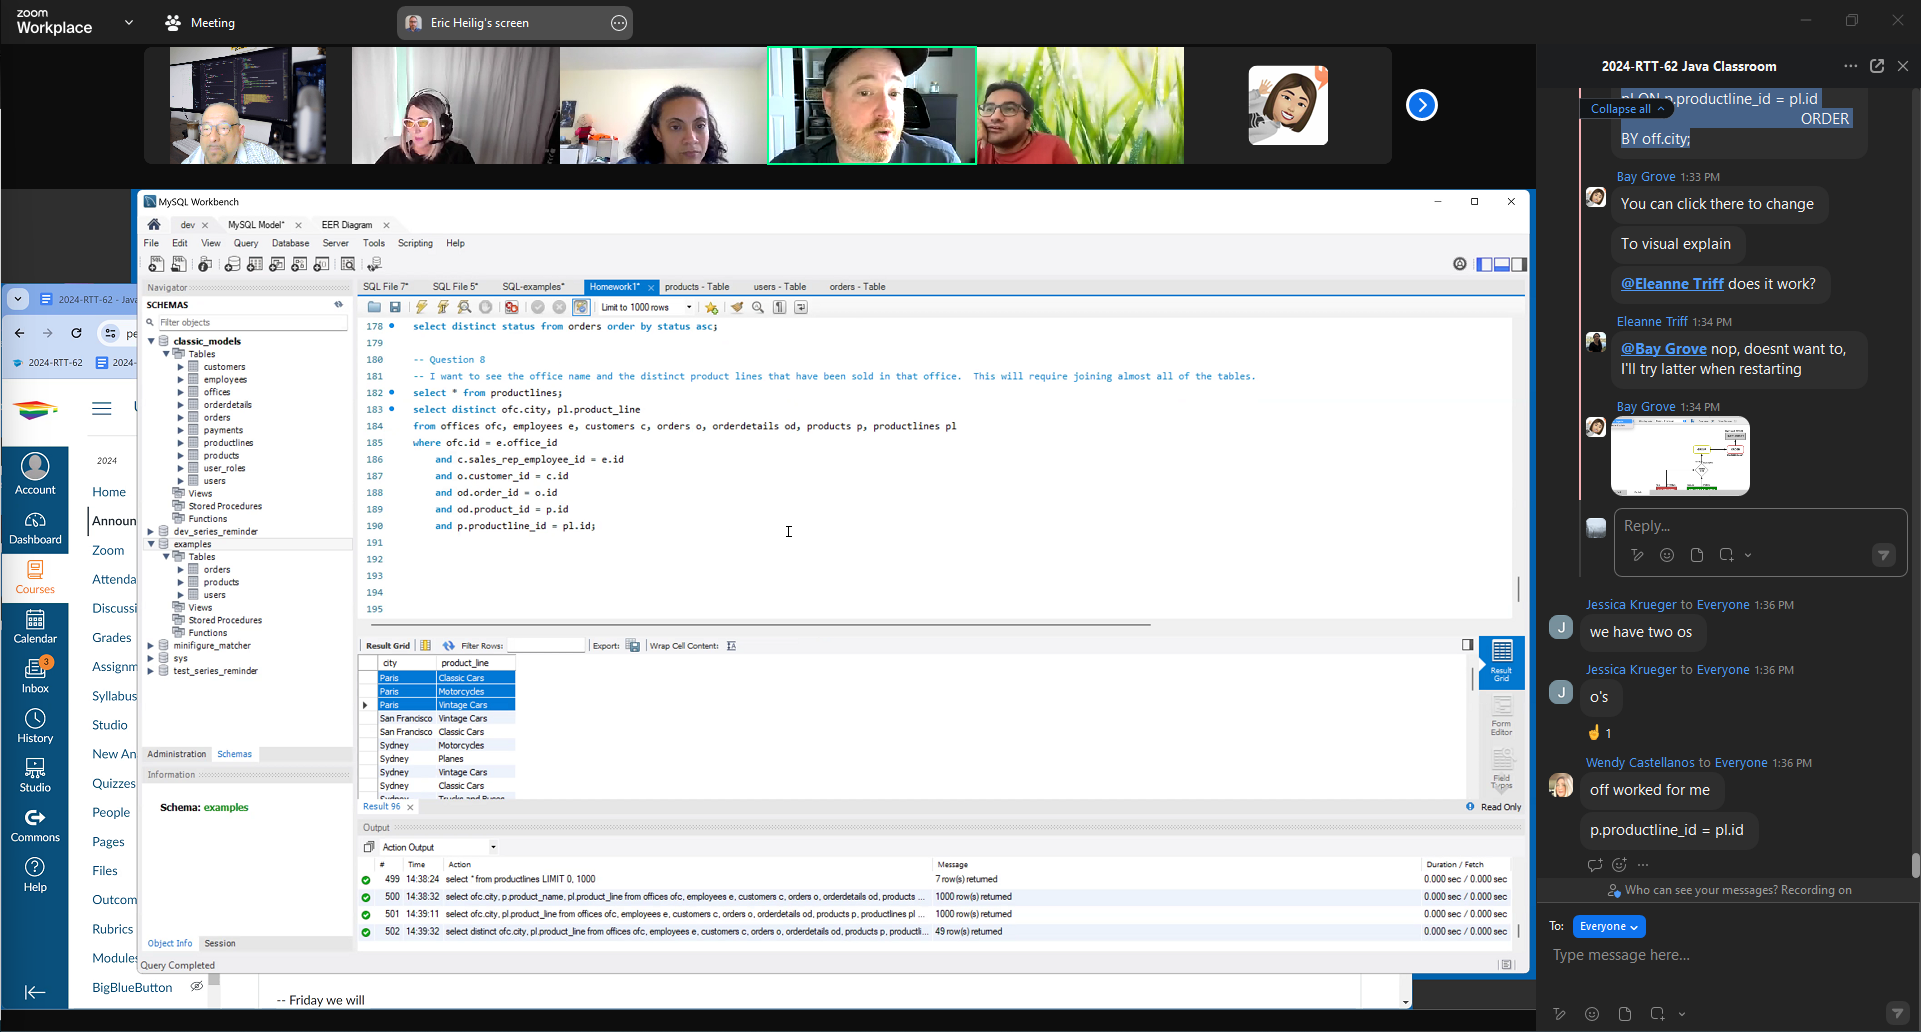 zoom
Workplace
Meeting
Eric Heilig's screen
2024-RTT-62 Java Classroom
Collapse all
pl ON p.productline_id = pl.id
ORDER
BY off.city;
Bay Grove 1:33 PM
You can click there to change
To visual explain
@Eleanne Triff does it work?
Eleanne Triff 1:34 PM
@Bay Grove nop, doesnt want to,
I'll try latter when restarting
Bay Grove 1:34 PM
Reply...
Jessica Krueger to Everyone 1:36 PM
J
we have two os
Jessica Krueger to Everyone 1:36 PM
J
o's
1
Wendy Castellanos to Everyone 1:36 PM
off worked for me
p.productline_id = pl.id
Who can see your messages? Recording on
To: Everyone
Type message here...
2024-RTT-62 - Java
2024-RTT-62
2024-
Account
Dashboard
Courses
Calendar
3
Inbox
History
Studio
Commons
Help
2024
Home
Announ
Zoom
Attenda
Discussi
Grades
Assignm
Syllabus
Studio
New An
Quizzes
People
Pages
Files
Outcom
Rubrics
Modules
BigBlueButton
-- Friday we will
MySQL Workbench
dev
MySQL Model*
EER Diagram
File Edit View Query Database Server Tools Scripting Help
Navigator
SCHEMAS
Filter objects
classic_models
Tables
customers
employees
offices
orderdetails
orders
payments
productlines
products
user_roles
users
Views
Stored Procedures
Functions
dev_series_reminder
examples
Tables
orders
products
users
Views
Stored Procedures
Functions
minifigure_matcher
sys
test_series_reminder
Administration Schemas
Information
Schema: examples
Object Info Session
Query Completed
SQL File 7* SQL File 5* SQL-examples* Homework1* products - Table users - Table orders - Table
Limit to 1000 rows
178 select distinct status from orders order by status asc;
179
180 -- Question 8
181 -- I want to see the office name and the distinct product lines that have been sold in that office. This will require joining almost all of the tables.
182 select * from productlines;
183 select distinct ofc.city, pl.product_line
184 from offices ofc, employees e, customers c, orders o, orderdetails od, products p, productlines pl
185 where ofc.id = e.office_id
186 and c.sales_rep_employee_id = e.id
187 and o.customer_id = c.id
188 and od.order_id = o.id
189 and od.product_id = p.id
190 and p.productline_id = pl.id;
191
192
193
194
195
Result Grid Filter Rows: Export: Wrap Cell Content:
city product_line
Paris Classic Cars
Paris Motorcycles
Paris Vintage Cars
San Francisco Vintage Cars
San Francisco Classic Cars
Sydney Motorcycles
Sydney Planes
Sydney Vintage Cars
Sydney Classic Cars
Sydney Trucks and Buses
Result Grid
Form Editor
Field Types
Result 96
Read Only
Output
Action Output
# Time Action Message Duration / Fetch
499 14:38:24 select * from productlines LIMIT 0, 1000 7 row(s) returned 0.000 sec / 0.000 sec
500 14:38:32 select ofc.city, p.product_name, pl.product_line from offices ofc, employees e, customers c, orders o, orderdetails od, products ... 1000 row(s) returned 0.000 sec / 0.000 sec
501 14:39:11 select ofc.city, pl.product_line from offices ofc, employees e, customers c, orders o, orderdetails od, products p, productlines pl ... 1000 row(s) returned 0.000 sec / 0.000 sec
502 14:39:32 select distinct ofc.city, pl.product_line from offices ofc, employees e, customers c, orders o, orderdetails od, products p, productli... 49 row(s) returned 0.000 sec / 0.000 sec